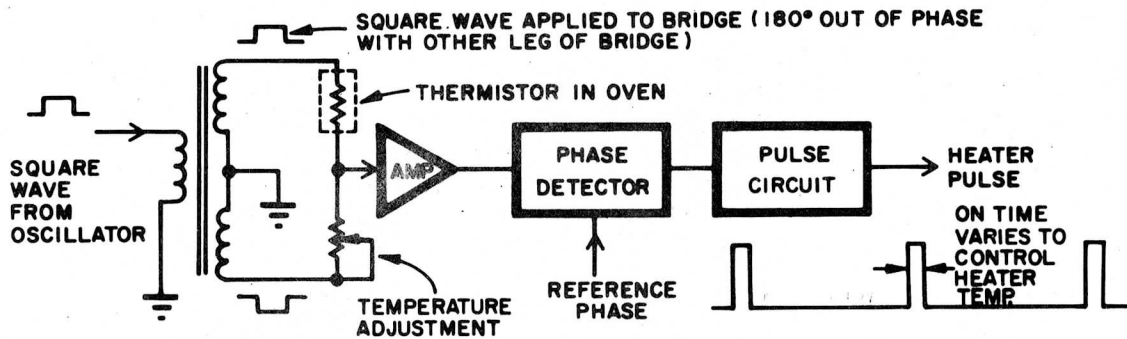 SQUARE WAVE APPLIED TO BRIDGE (180° OUT OF PHASE
WITH OTHER LEG OF BRIDGE)
THERMISTOR IN OVEN
SQUARE
WAVE
FROM
OSCILLATOR
AMP
PHASE
DETECTOR
PULSE
CIRCUIT
HEATER
PULSE
ON TIME
VARIES TO
CONTROL
HEATER
TEMP.
REFERENCE
PHASE
TEMPERATURE
ADJUSTMENT